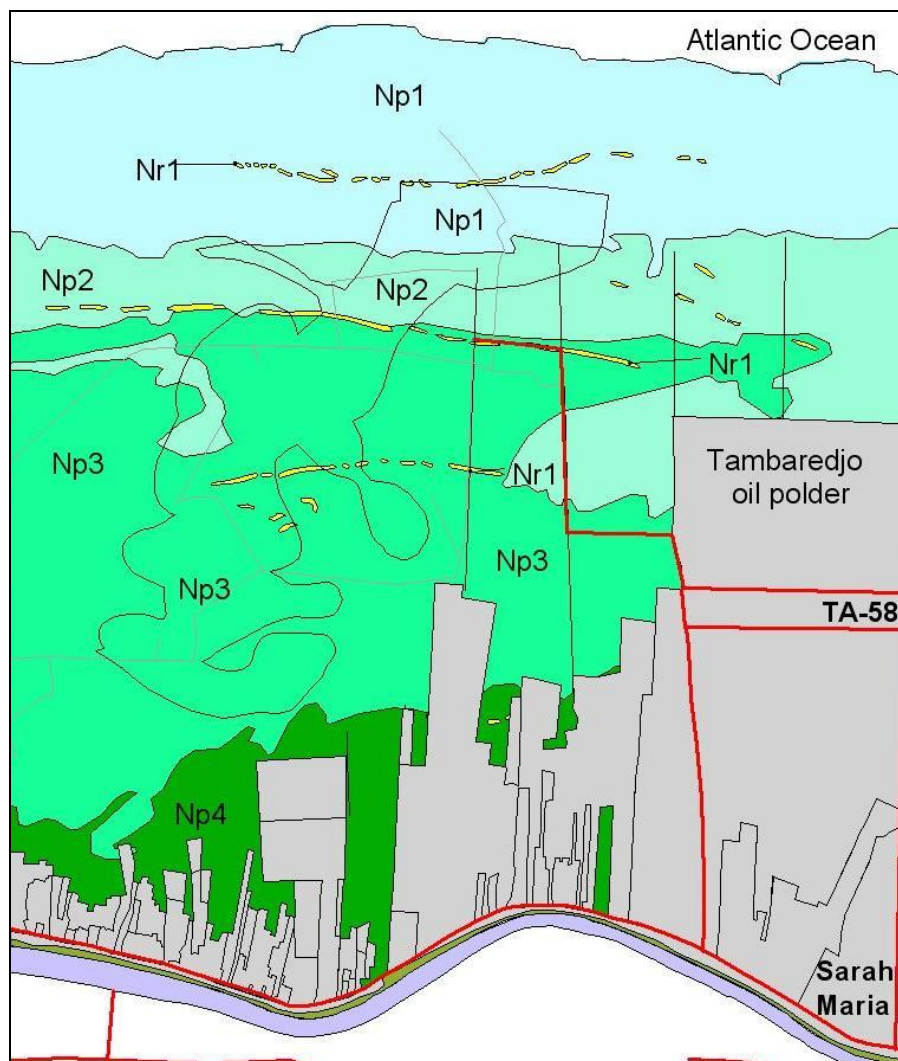 Atlantic Ocean
Np1
Nr1
Np1
Np2
Np2
Nr1
Np3
Nr1
Tambaredjo
oil polder
Np3
Np3
TA-58
Np4
Sarah
Maria